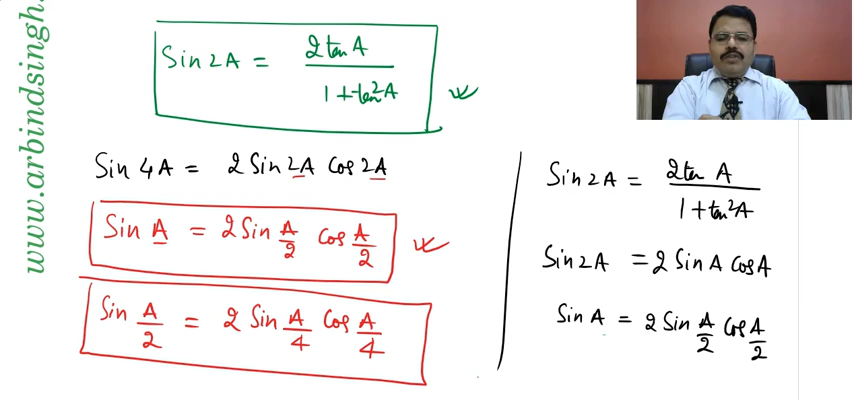 www.arbindsingh.
Sin 2A = 2 tan A / 1 + tan²A
Sin 4A = 2 Sin 2A Cos 2A
Sin A = 2 Sin A/2 Cos A/2
Sin A/2 = 2 Sin A/4 Cos A/4
Sin 2A = 2 tan A / 1 + tan²A
Sin 2A = 2 Sin A Cos A
Sin A = 2 Sin A/2 Cos A/2